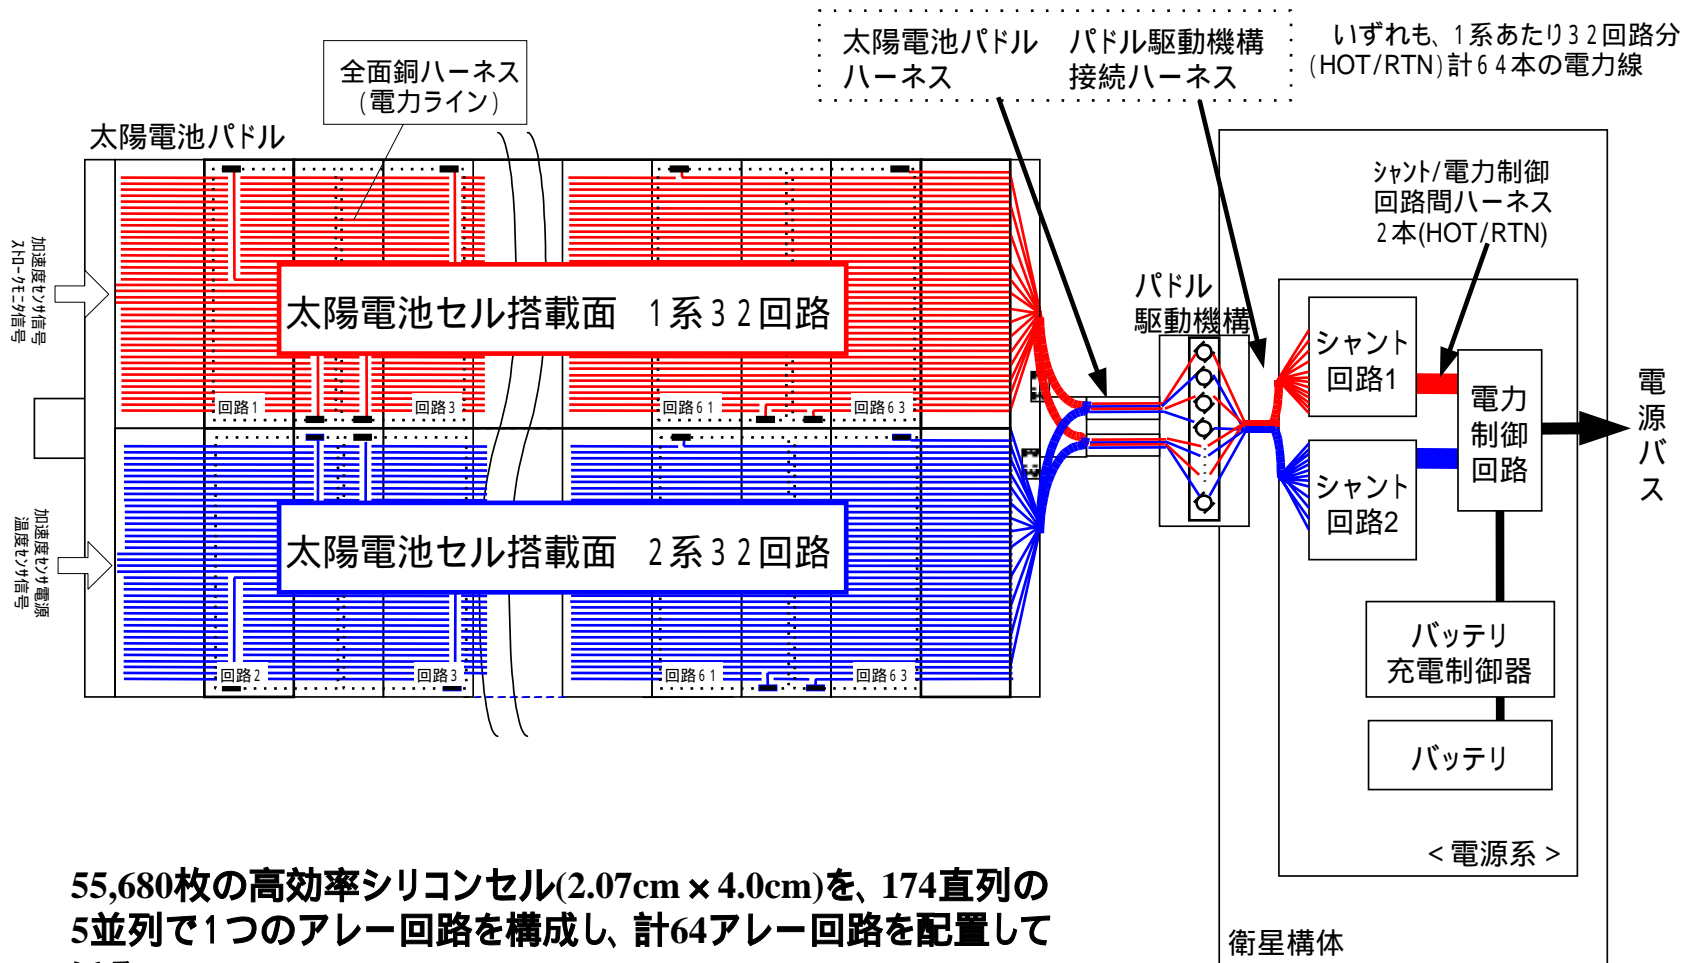 太陽電池パドル
ハーネス
パドル駆動機構
接続ハーネス
いずれも、1系あたり32回路分
(HOT/RTN)計64本の電力線
全面銅ハーネス
(電力ライン)
太陽電池パドル
加速度センサ信号
ストロークモニタ信号
加速度センサ電源
温度センサ信号
太陽電池セル搭載面 1系32回路
回路1
回路3
回路61
回路63
太陽電池セル搭載面 2系32回路
回路2
回路3
回路61
回路63
パドル
駆動機構
シャント/電力制御
回路間ハーネス
2本(HOT/RTN)
シャント
回路1
シャント
回路2
電力
制御
回路
電源バス
バッテリ
充電制御器
バッテリ
<電源系>
衛星構体
55,680枚の高効率シリコンセル(2.07cm×4.0cm)を、174直列の
5並列で1つのアレー回路を構成し、計64アレー回路を配置して